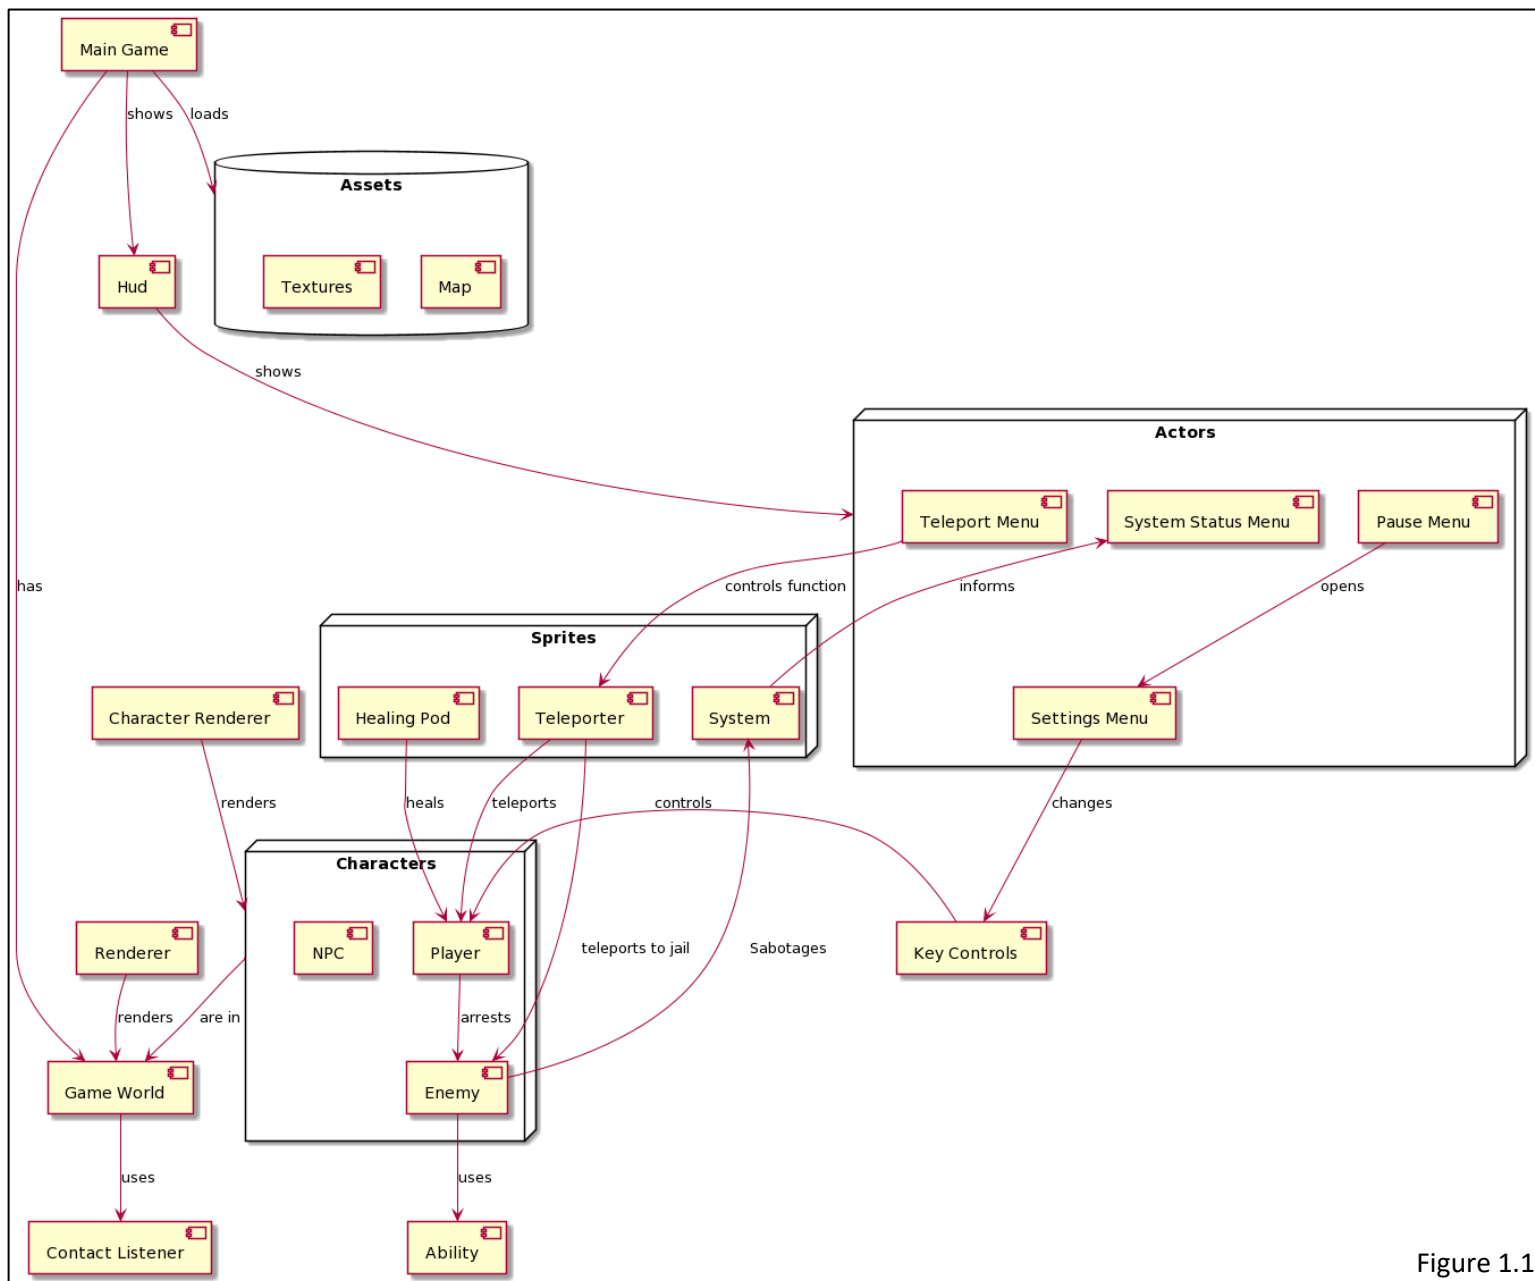 Main Game
shows
loads
Assets
Hud
Textures
Map
shows
Actors
Teleport Menu
System Status Menu
Pause Menu
has
controls function
informs
opens
Sprites
Character Renderer
Healing Pod
Teleporter
System
Settings Menu
renders
heals
teleports
controls
changes
Characters
Renderer
NPC
Player
teleports to jail
Sabotages
Key Controls
renders
are in
arrests
Game World
Enemy
uses
uses
Contact Listener
Ability
Figure 1.1